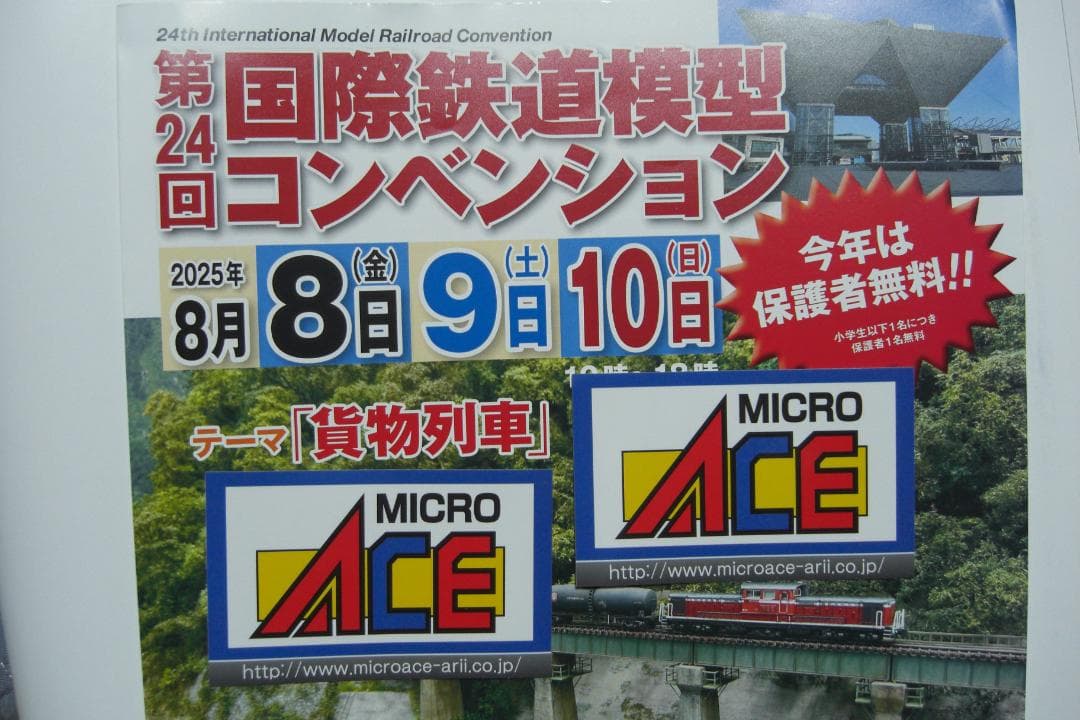 24th International Model Railroad Convention
第24回
国際鉄道模型
コンベンション
2025年
8月
8日(金)
9日(土)
10日(日)
今年は
保護者無料!!
小学生以下1名につき
保護者1名無料
テーマ「貨物列車」
MICRO
ACE
http://www.microace-arii.co.jp/
MICRO
ACE
http://www.microace-arii.co.jp/